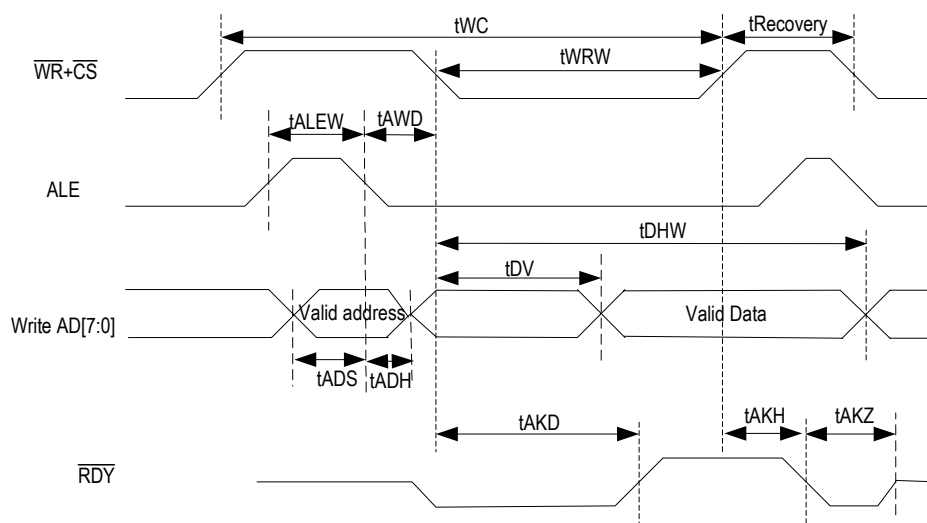 tWC
tRecovery
WR+CS
tWRW
tALEW
tAWD
ALE
tDHW
tDV
Write AD[7:0]
Valid address
Valid Data
tADS
tADH
tAKD
tAKH
tAKZ
RDY